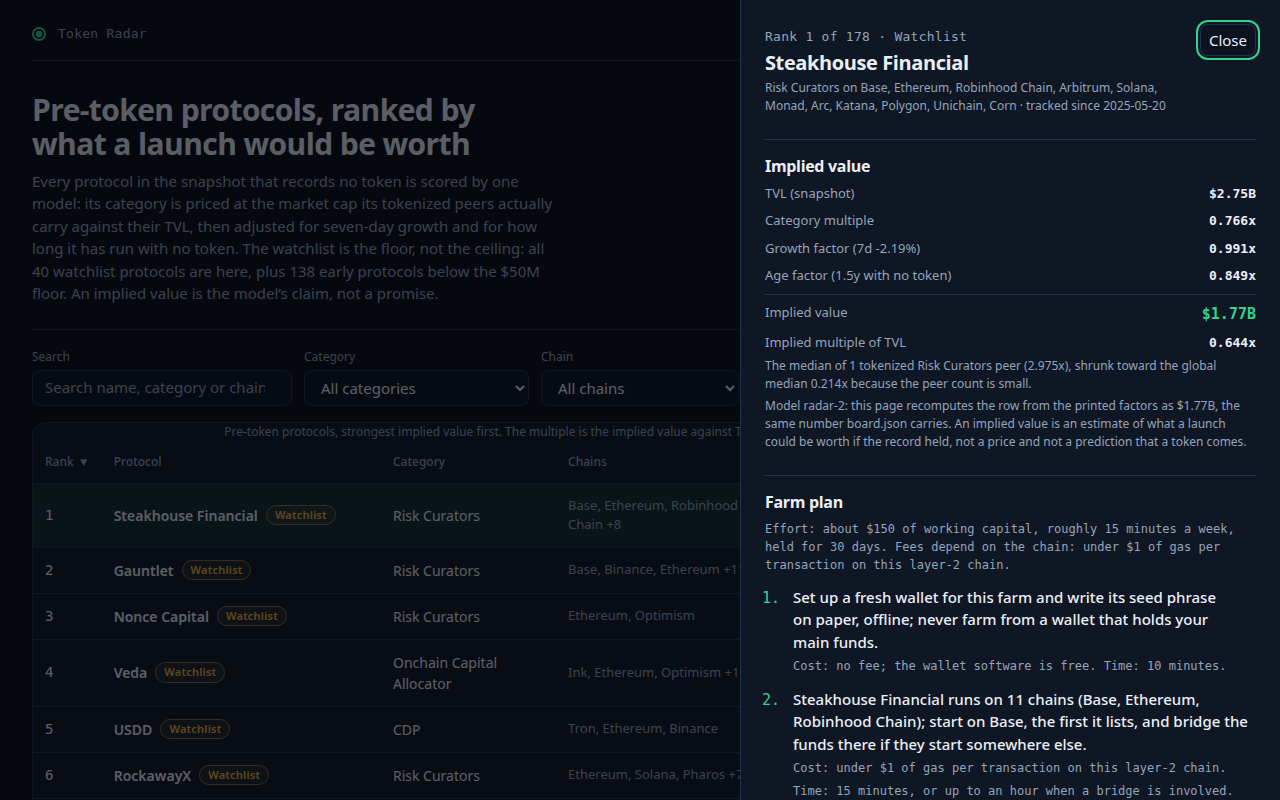 Token Radar
Pre-token protocols, ranked by
what a launch would be worth
Every protocol in the snapshot that records no token is scored by one
model: its category is priced at the market cap its tokenized peers actually
carry against their TVL, then adjusted for seven-day growth and for how
long it has run with no token. The watchlist is the floor, not the ceiling: all
40 watchlist protocols are here, plus 138 early protocols below the $50M
floor. An implied value is the model's claim, not a promise.
Search
Category
Chain
Search name, category or chain
All categories
All chains
Pre-token protocols, strongest implied value first. The multiple is the implied value against T
Rank ▼ Protocol Category Chains
1 Steakhouse Financial Watchlist Risk Curators Base, Ethereum, Robinhood
Chain +8
2 Gauntlet Watchlist Risk Curators Base, Binance, Ethereum +1
3 Nonce Capital Watchlist Risk Curators Ethereum, Optimism
4 Veda Watchlist Onchain Capital
Allocator Ink, Ethereum, Optimism +1
5 USDD Watchlist CDP Tron, Ethereum, Binance
6 RockawayX Watchlist Risk Curators Ethereum, Solana, Pharos +7
Rank 1 of 178 · Watchlist
Close
Steakhouse Financial
Risk Curators on Base, Ethereum, Robinhood Chain, Arbitrum, Solana,
Monad, Arc, Katana, Polygon, Unichain, Corn · tracked since 2025-05-20
Implied value
TVL (snapshot) $2.75B
Category multiple 0.766x
Growth factor (7d -2.19%) 0.991x
Age factor (1.5y with no token) 0.849x
Implied value $1.77B
Implied multiple of TVL 0.644x
The median of 1 tokenized Risk Curators peer (2.975x), shrunk toward the global
median 0.214x because the peer count is small.
Model radar-2: this page recomputes the row from the printed factors as $1.77B, the
same number board.json carries. An implied value is an estimate of what a launch
could be worth if the record held, not a price and not a prediction that a token comes.
Farm plan
Effort: about $150 of working capital, roughly 15 minutes a week,
held for 30 days. Fees depend on the chain: under $1 of gas per
transaction on this layer-2 chain.
1. Set up a fresh wallet for this farm and write its seed phrase
on paper, offline; never farm from a wallet that holds your
main funds.
Cost: no fee; the wallet software is free. Time: 10 minutes.
2. Steakhouse Financial runs on 11 chains (Base, Ethereum,
Robinhood Chain); start on Base, the first it lists, and bridge the
funds there if they start somewhere else.
Cost: under $1 of gas per transaction on this layer-2 chain.
Time: 15 minutes, or up to an hour when a bridge is involved.